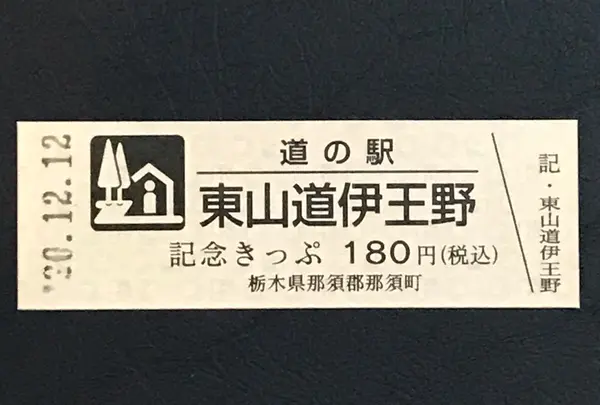 20.12.12
道の駅
東山道伊王野
記念きっぷ 180円(税込)
栃木県那須郡那須町
記・東山道伊王野